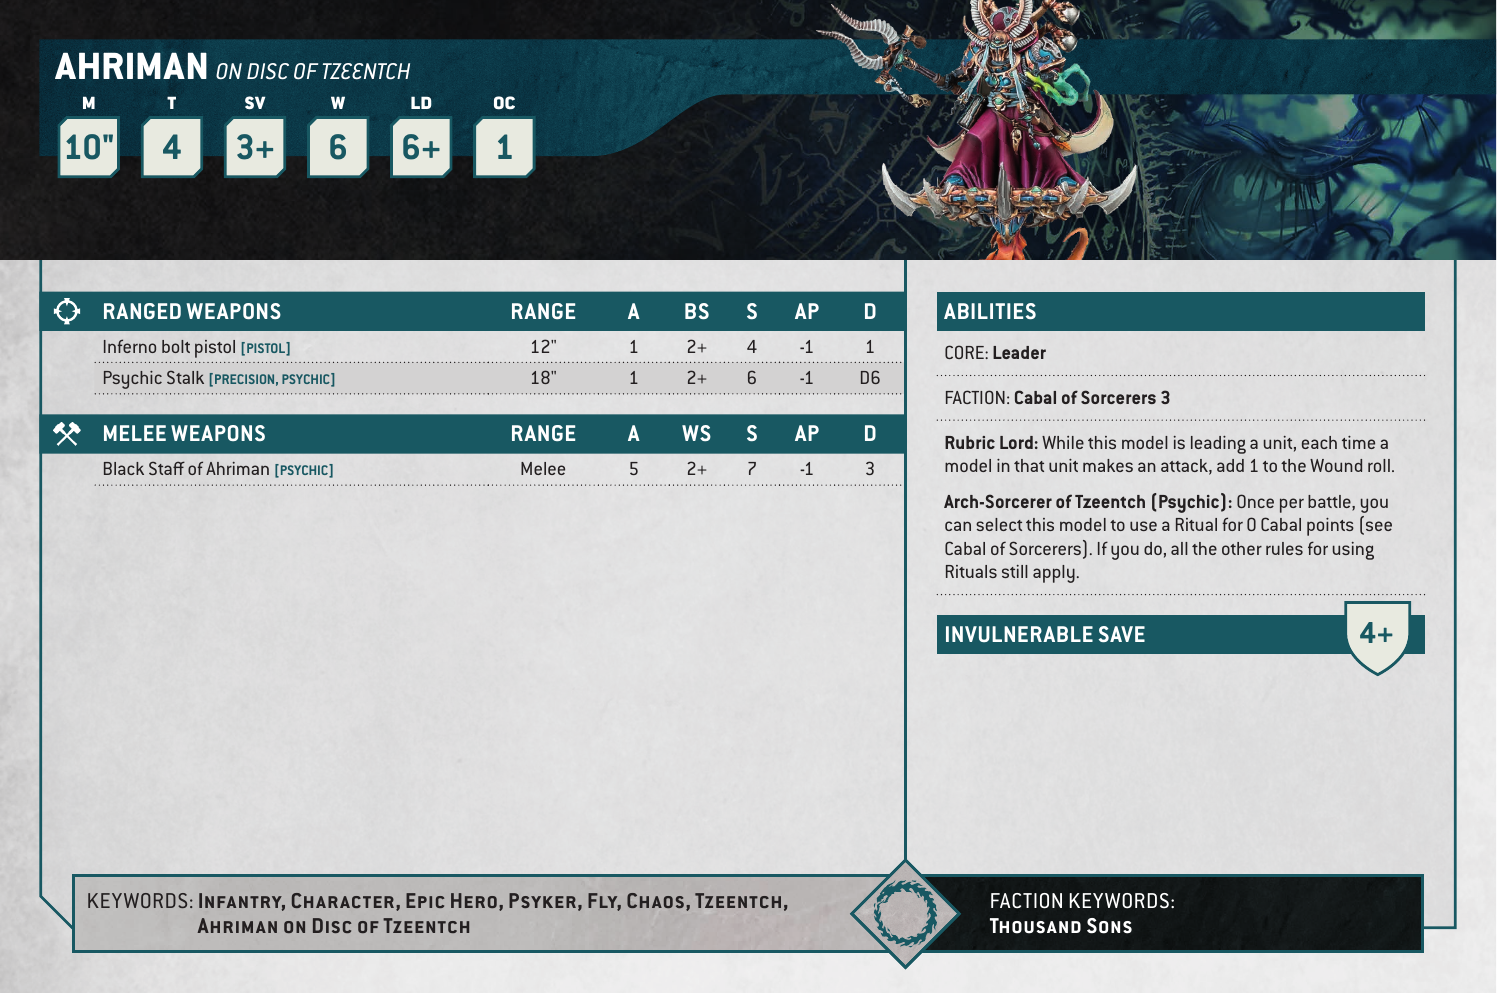 AHRIMAN ON DISC OF TZEENTCH
M T SV W LD OC
10" 4 3+ 6 6+ 1
RANGED WEAPONS RANGE A BS S AP D
Inferno bolt pistol [PISTOL] 12" 1 2+ 4 -1 1
Psychic Stalk [PRECISION, PSYCHIC] 18" 1 2+ 6 -1 D6
MELEE WEAPONS RANGE A WS S AP D
Black Staff of Ahriman [PSYCHIC] Melee 5 2+ 7 -1 3
ABILITIES
CORE: Leader
FACTION: Cabal of Sorcerers 3
Rubric Lord: While this model is leading a unit, each time a
model in that unit makes an attack, add 1 to the Wound roll.
Arch-Sorcerer of Tzeentch (Psychic): Once per battle, you
can select this model to use a Ritual for 0 Cabal points (see
Cabal of Sorcerers). If you do, all the other rules for using
Rituals still apply.
INVULNERABLE SAVE 4+
KEYWORDS: Infantry, Character, Epic Hero, Psyker, Fly, Chaos, Tzeentch,
Ahriman on Disc of Tzeentch
FACTION KEYWORDS:
Thousand Sons